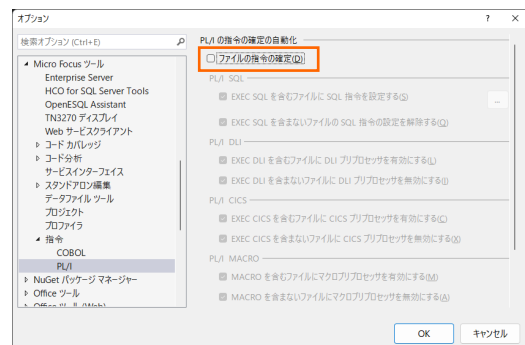 オプション
? ×
検索オプション (Ctrl+E)
Micro Focus ツール
Enterprise Server
HCO for SQL Server Tools
OpenESQL Assistant
TN3270 ディスプレイ
Web サービスクライアント
コード カバレッジ
コード分析
サービスインターフェイス
スタンドアロン編集
データファイル ツール
プロジェクト
プロファイラ
指令
COBOL
PL/I
NuGet パッケージ マネージャー
Office ツール
Office ツール (Web)
PL/I の指令の確定の自動化
ファイルの指令の確定(D)
PL/I SQL
EXEC SQL を含むファイルに SQL 指令を設定する(S)
...
EXEC SQL を含まないファイルの SQL 指令の設定を解除する(Q)
PL/I DLI
EXEC DLI を含むファイルに DLI プリプロセッサを有効にする(L)
EXEC DLI を含まないファイルに DLI プリプロセッサを無効にする(I)
PL/I CICS
EXEC CICS を含むファイルに CICS プリプロセッサを有効にする(C)
EXEC CICS を含まないファイルに CICS プリプロセッサを無効にする(X)
PL/I MACRO
MACRO を含むファイルにマクロプリプロセッサを有効にする(M)
MACRO を含まないファイルにマクロプリプロセッサを無効にする(A)
OK キャンセル